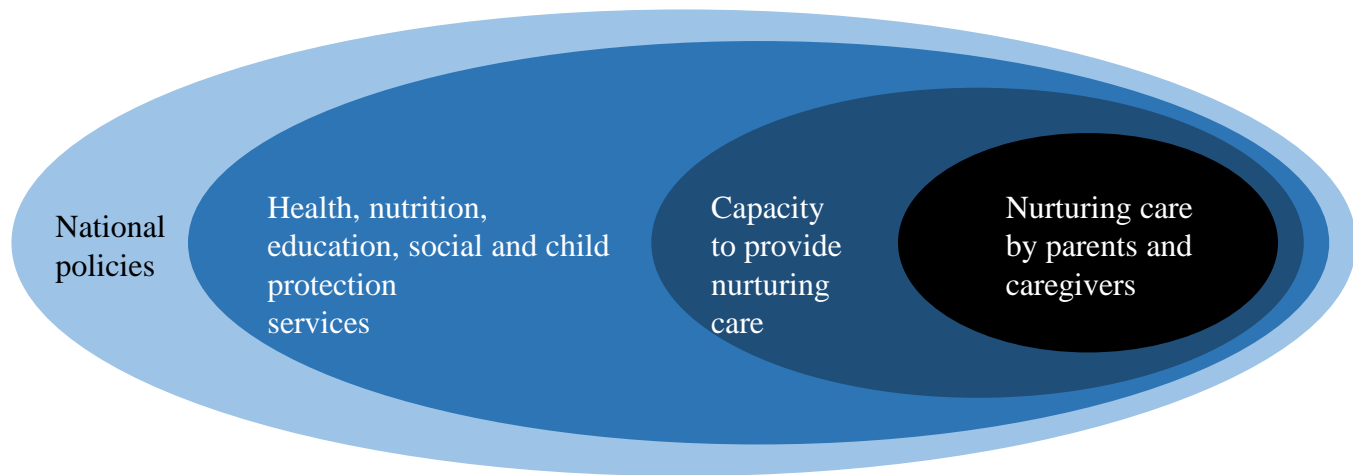 National
policies
Health, nutrition,
education, social and child
protection
services
Capacity
to provide
nurturing
care
Nurturing care
by parents and
caregivers